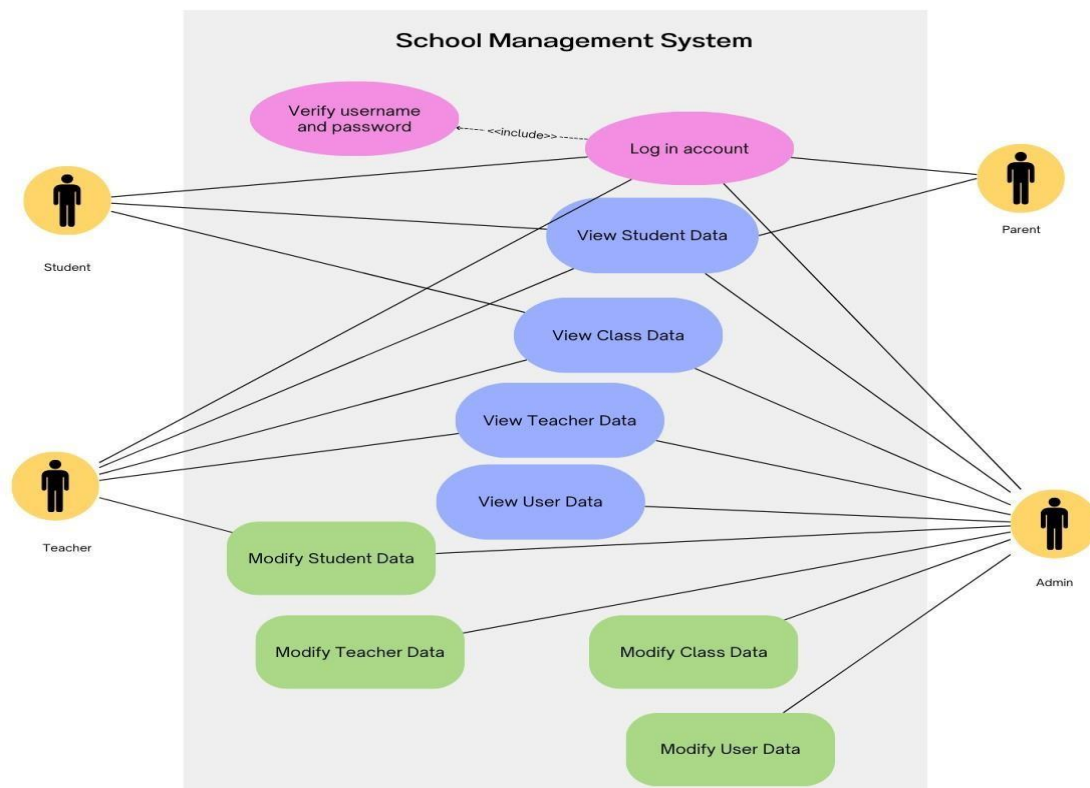 School Management System
Verify username
and password
<<include>>
Log in account
Student
Parent
View Student Data
View Class Data
View Teacher Data
View User Data
Teacher
Modify Student Data
Admin
Modify Teacher Data
Modify Class Data
Modify User Data